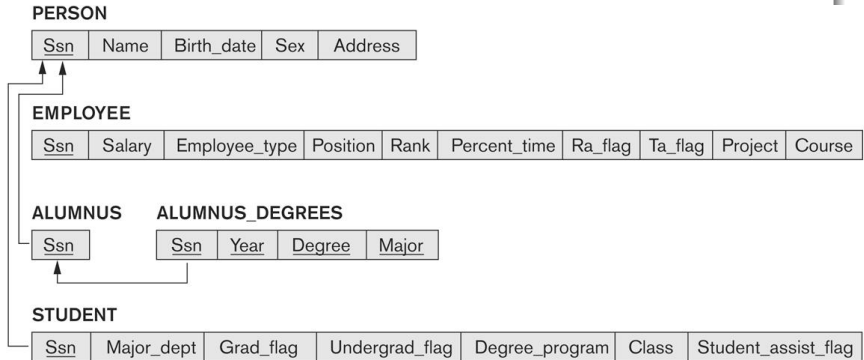 PERSON
Ssn Name Birth_date Sex Address
EMPLOYEE
Ssn Salary Employee_type Position Rank Percent_time Ra_flag Ta_flag Project Course
ALUMNUS ALUMNUS_DEGREES
Ssn Ssn Year Degree Major
STUDENT
Ssn Major_dept Grad_flag Undergrad_flag Degree_program Class Student_assist_flag